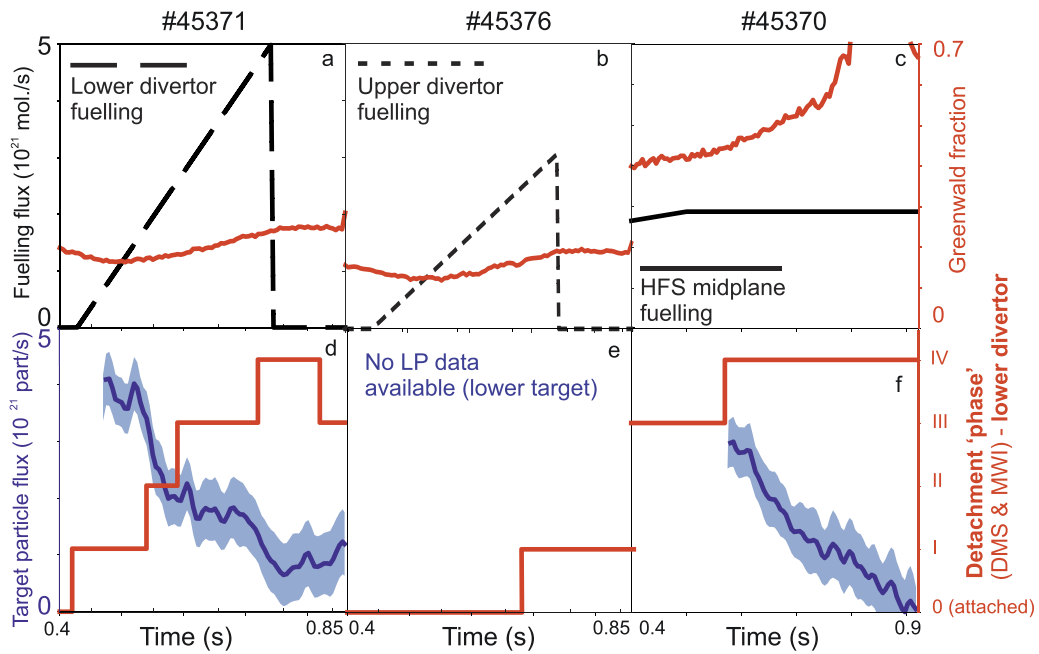 #45371
#45376
#45370
5
a
b
c
0.7
Lower divertor
fuelling
Upper divertor
fuelling
HFS midplane
fuelling
Fuelling flux (10²¹ mol./s)
Greenwald fraction
0
0
5
d
e
f
No LP data
available (lower target)
Target particle flux (10²¹ part/s)
IV
III
II
I
0 (attached)
Detachment ‘phase’
(DMS & MWI) - lower divertor
0
0.4
0.85
0.4
0.85
0.4
0.9
Time (s)
Time (s)
Time (s)